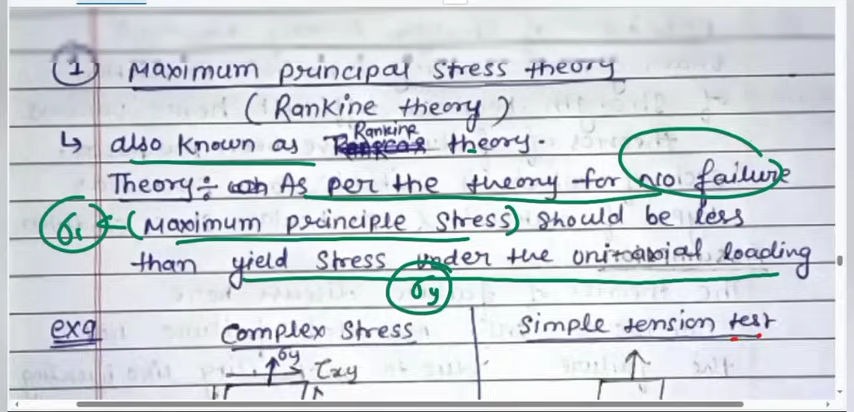 (1) Maximum principal stress theory
(Rankine theory)
↳ also known as Rankine theory.
Theory ÷ As per the theory for no failure
σ₁ ← (Maximum principle stress) should be less
than yield stress under the uniaxial loading
σy
exa Complex Stress Simple tension test
↑σy τxy ↑